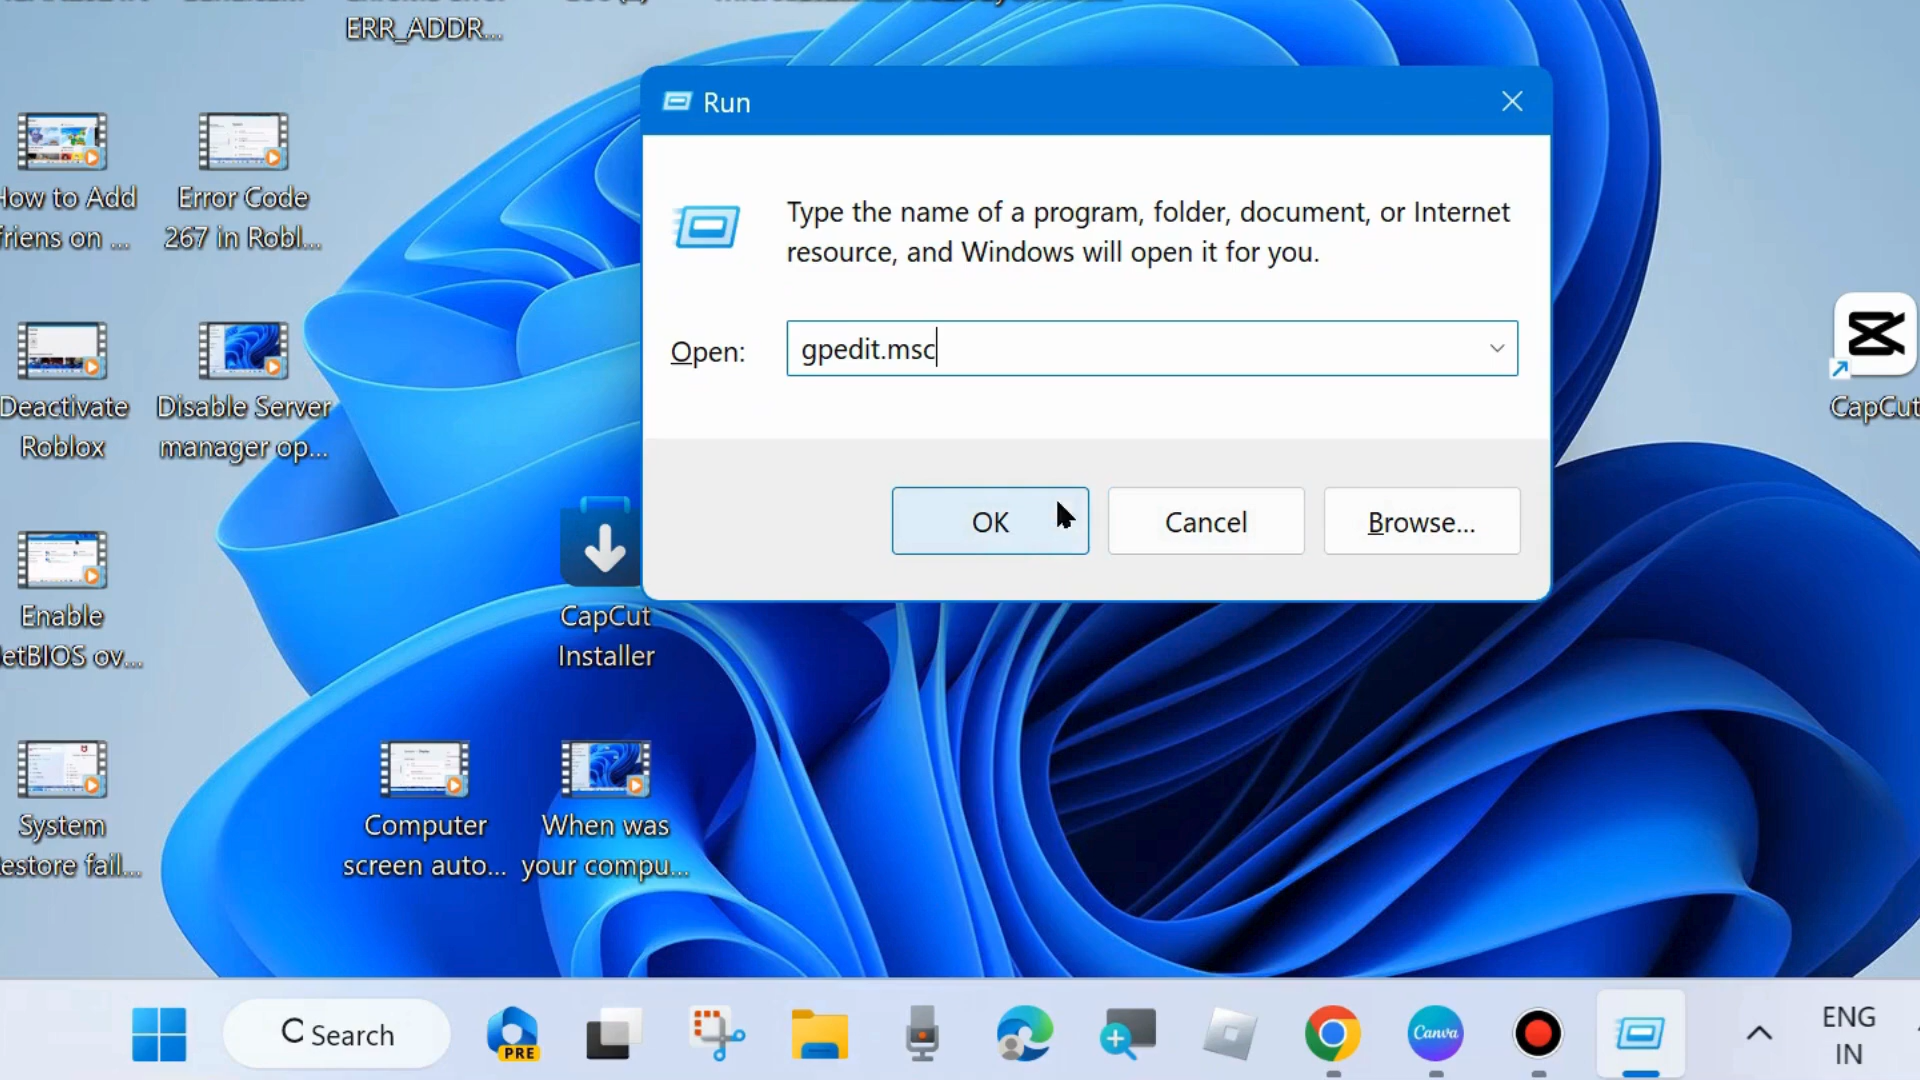 ERR_ADDR...
Run
Type the name of a program, folder, document, or Internet
resource, and Windows will open it for you.
Open:
gpedit.msc
OK
Cancel
Browse...
How to Add
friens on ...
Error Code
267 in Robl...
Deactivate
Roblox
Disable Server
manager op...
Enable
etBIOS ov...
CapCut
Installer
System
estore fail...
Computer
screen auto...
When was
your compu...
CapCut
Search
PRE
Canva
ENG
IN